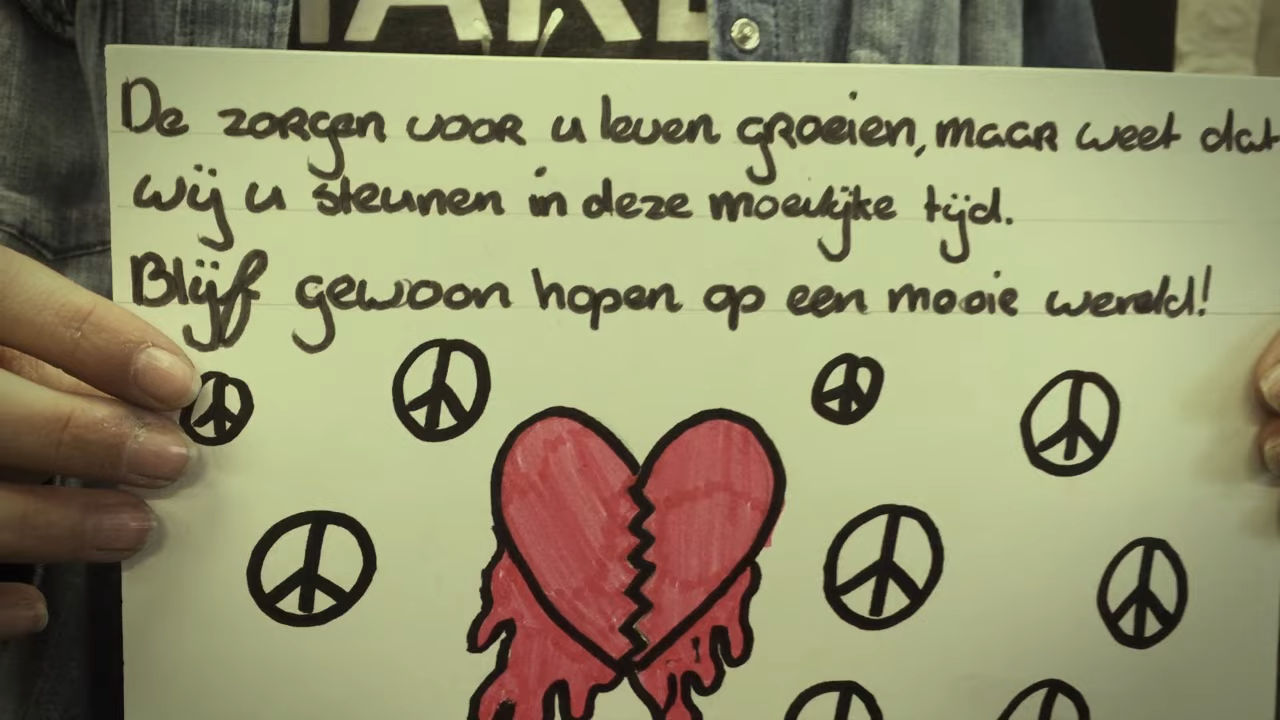 De zorgen voor u leven groeien, maar weet dat
wij u steunen in deze moeilijke tijd.
Blijf gewoon hopen op een mooie wereld!